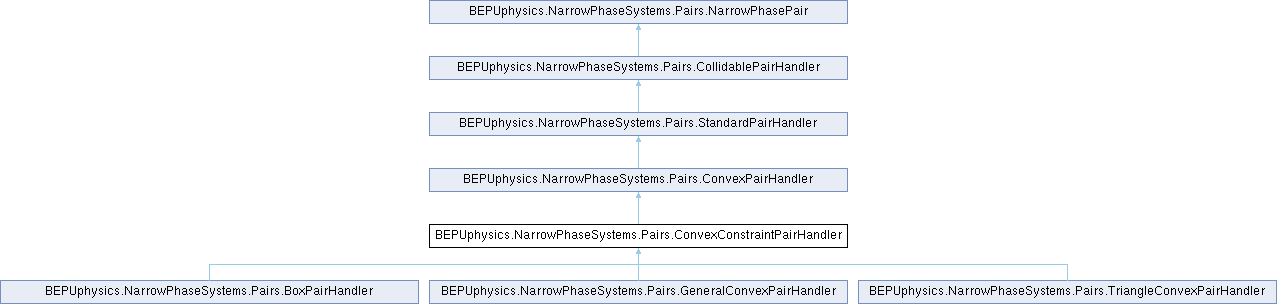 BEPUphysics.NarrowPhaseSystems.Pairs.NarrowPhasePair
BEPUphysics.NarrowPhaseSystems.Pairs.CollidablePairHandler
BEPUphysics.NarrowPhaseSystems.Pairs.StandardPairHandler
BEPUphysics.NarrowPhaseSystems.Pairs.ConvexPairHandler
BEPUphysics.NarrowPhaseSystems.Pairs.ConvexConstraintPairHandler
BEPUphysics.NarrowPhaseSystems.Pairs.BoxPairHandler
BEPUphysics.NarrowPhaseSystems.Pairs.GeneralConvexPairHandler
BEPUphysics.NarrowPhaseSystems.Pairs.TriangleConvexPairHandler